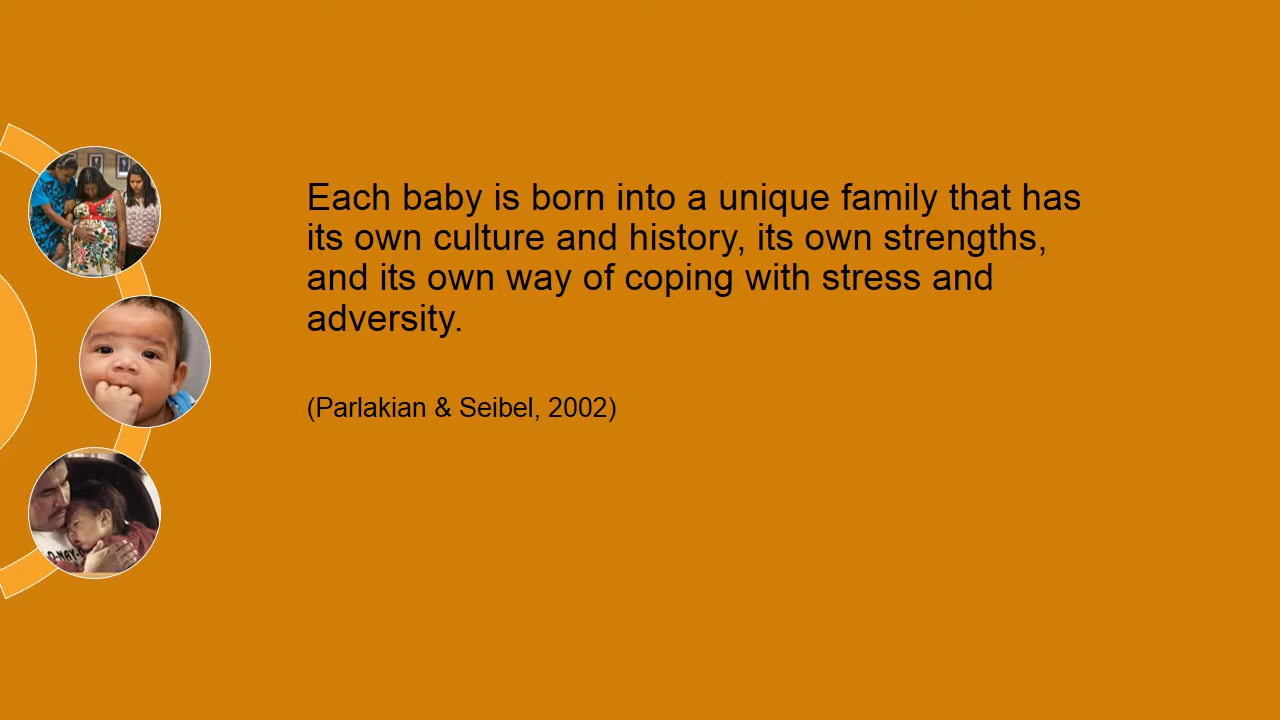 Each baby is born into a unique family that has
its own culture and history, its own strengths,
and its own way of coping with stress and
adversity.
(Parlakian & Seibel, 2002)